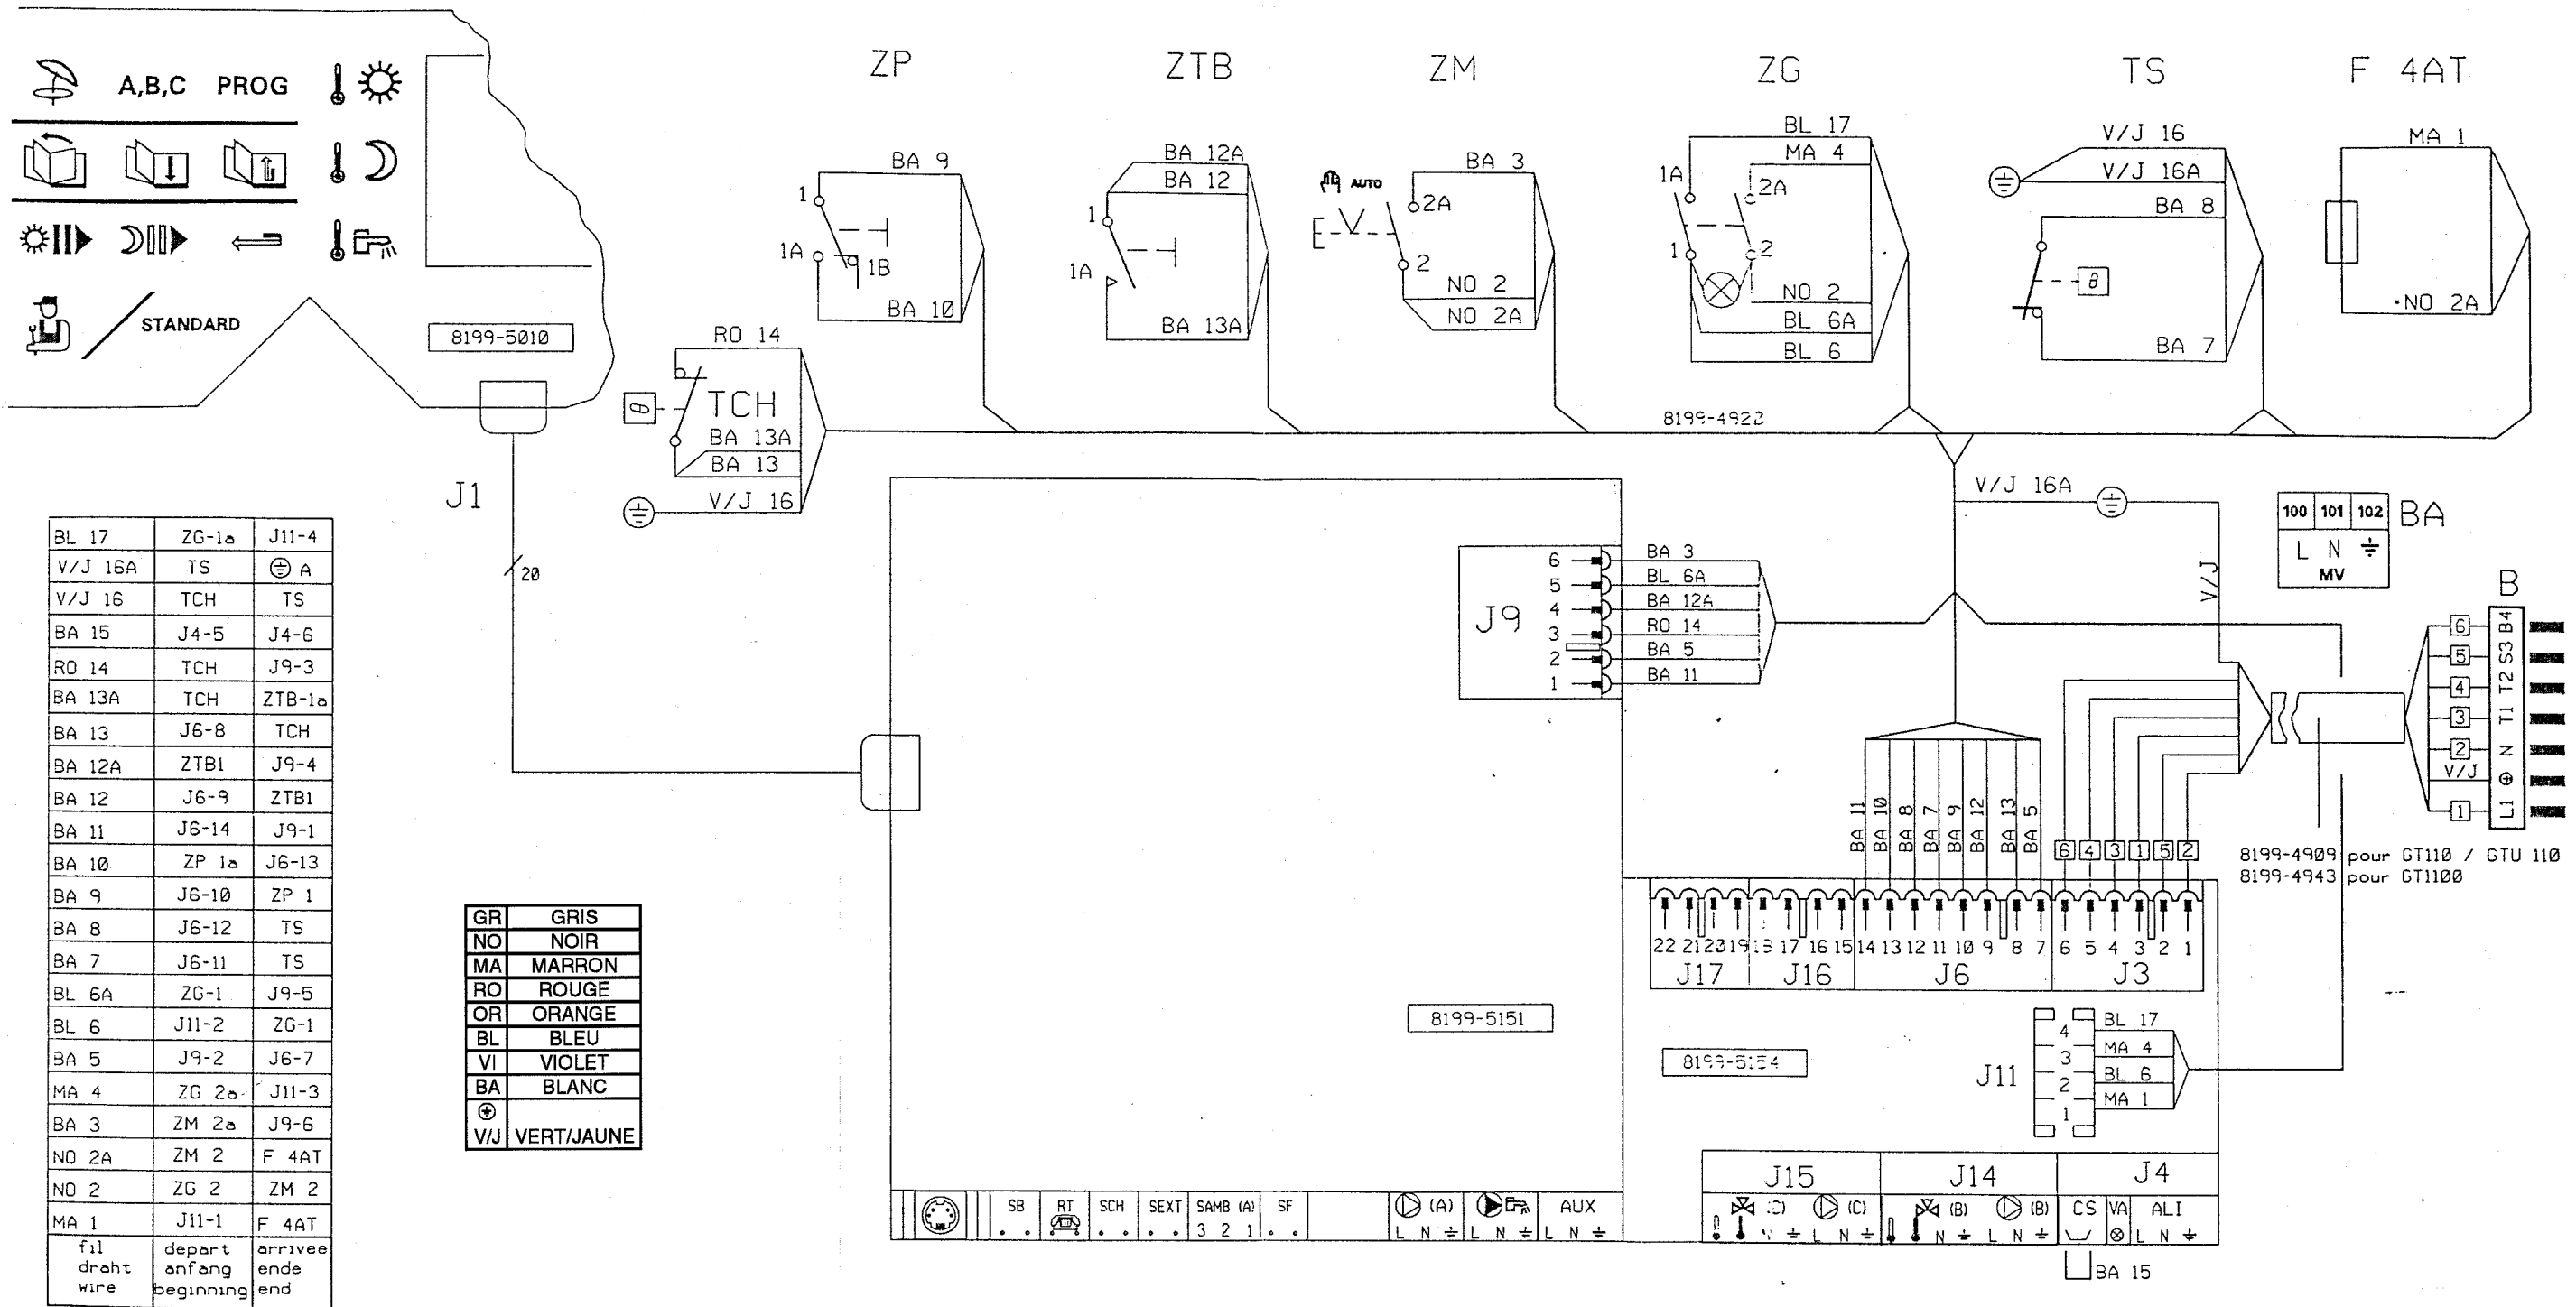 A,B,C PROG
STANDARD
8199-5010
J1
20
ZP
BA 9
1
1A
1B
BA 10
ZTB
BA 12A
BA 12
1
1A
BA 13A
ZM
AUTO
BA 3
2A
2
NO 2
NO 2A
ZG
BL 17
MA 4
1A
2A
1
2
NO 2
BL 6A
BL 6
TS
V/J 16
V/J 16A
BA 8
θ
BA 7
F 4AT
MA 1
NO 2A
RO 14
θ
TCH
BA 13A
BA 13
V/J 16
8199-4922
V/J 16A
V/J
100 101 102 BA
L N
MV
BL 17 ZG-1a J11-4
V/J 16A TS A
V/J 16 TCH TS
BA 15 J4-5 J4-6
RO 14 TCH J9-3
BA 13A TCH ZTB-1a
BA 13 J6-8 TCH
BA 12A ZTB1 J9-4
BA 12 J6-9 ZTB1
BA 11 J6-14 J9-1
BA 10 ZP 1a J6-13
BA 9 J6-10 ZP 1
BA 8 J6-12 TS
BA 7 J6-11 TS
BL 6A ZG-1 J9-5
BL 6 J11-2 ZG-1
BA 5 J9-2 J6-7
MA 4 ZG 2a J11-3
BA 3 ZM 2a J9-6
NO 2A ZM 2 F 4AT
NO 2 ZG 2 ZM 2
MA 1 J11-1 F 4AT
fil depart arrivee
draht anfang ende
wire beginning end
GR GRIS
NO NOIR
MA MARRON
RO ROUGE
OR ORANGE
BL BLEU
VI VIOLET
BA BLANC
V/J VERT/JAUNE
J9
6 BA 3
5 BL 6A
4 BA 12A
3 RO 14
2 BA 5
1 BA 11
B
6 B4
5 S3
4 T2
3 T1
2 N
V/J
1 L1
8199-4909 pour GT110 / GTU 110
8199-4943 pour GT1100
BA 11 BA 10 BA 8 BA 7 BA 9 BA 12 BA 13 BA 5
6 4 3 1 5 2
22 21 20 19 18 17 16 15 14 13 12 11 10 9 8 7 6 5 4 3 2 1
J17 J16 J6 J3
8199-5151
8199-5154
J11
4 BL 17
3 MA 4
2 BL 6
1 MA 1
J15 J14 J4
SB RT SCH SEXT SAMB (A) SF (A) AUX
3 2 1 L N L N L N
(C) (C) (B) (B) CS VA ALI
L N N L N L N
BA 15